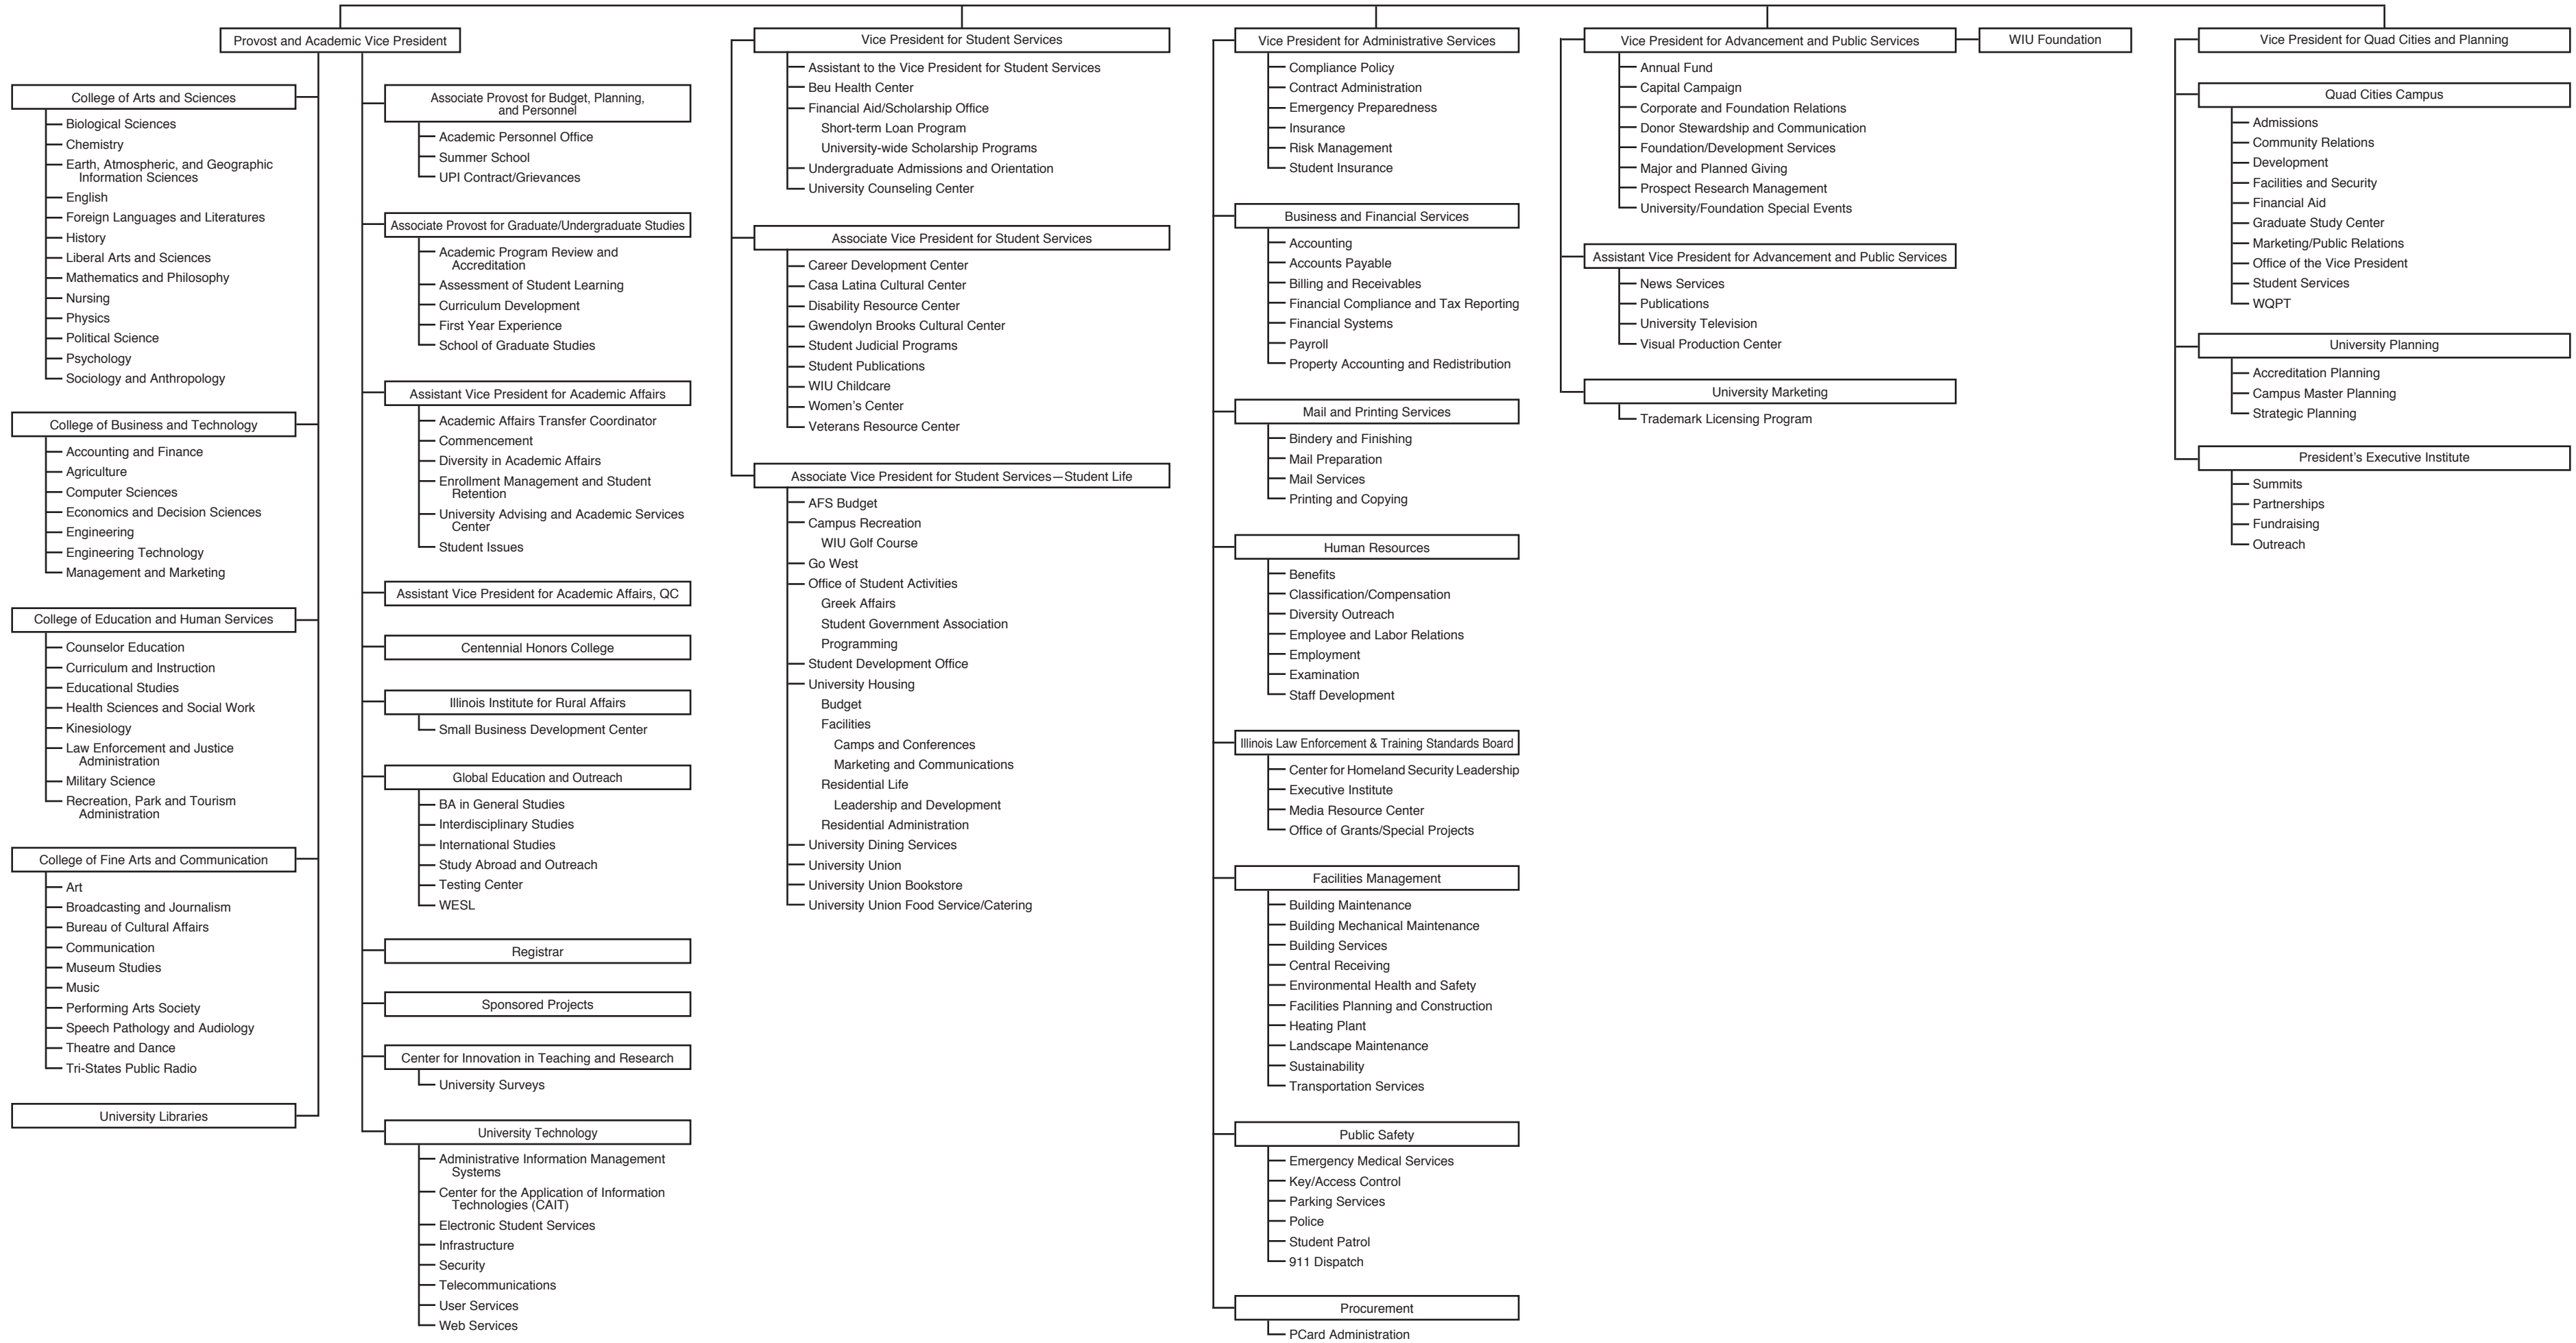 Provost and Academic Vice President
College of Arts and Sciences
Biological Sciences
Chemistry
Earth, Atmospheric, and Geographic
Information Sciences
English
Foreign Languages and Literatures
History
Liberal Arts and Sciences
Mathematics and Philosophy
Nursing
Physics
Political Science
Psychology
Sociology and Anthropology
College of Business and Technology
Accounting and Finance
Agriculture
Computer Sciences
Economics and Decision Sciences
Engineering
Engineering Technology
Management and Marketing
College of Education and Human Services
Counselor Education
Curriculum and Instruction
Educational Studies
Health Sciences and Social Work
Kinesiology
Law Enforcement and Justice
Administration
Military Science
Recreation, Park and Tourism
Administration
College of Fine Arts and Communication
Art
Broadcasting and Journalism
Bureau of Cultural Affairs
Communication
Museum Studies
Music
Performing Arts Society
Speech Pathology and Audiology
Theatre and Dance
Tri-States Public Radio
University Libraries
Associate Provost for Budget, Planning,
and Personnel
Academic Personnel Office
Summer School
UPI Contract/Grievances
Associate Provost for Graduate/Undergraduate Studies
Academic Program Review and
Accreditation
Assessment of Student Learning
Curriculum Development
First Year Experience
School of Graduate Studies
Assistant Vice President for Academic Affairs
Academic Affairs Transfer Coordinator
Commencement
Diversity in Academic Affairs
Enrollment Management and Student
Retention
University Advising and Academic Services
Center
Student Issues
Assistant Vice President for Academic Affairs, QC
Centennial Honors College
Illinois Institute for Rural Affairs
Small Business Development Center
Global Education and Outreach
BA in General Studies
Interdisciplinary Studies
International Studies
Study Abroad and Outreach
Testing Center
WESL
Registrar
Sponsored Projects
Center for Innovation in Teaching and Research
University Surveys
University Technology
Administrative Information Management
Systems
Center for the Application of Information
Technologies (CAIT)
Electronic Student Services
Infrastructure
Security
Telecommunications
User Services
Web Services
Vice President for Student Services
Assistant to the Vice President for Student Services
Beu Health Center
Financial Aid/Scholarship Office
Short-term Loan Program
University-wide Scholarship Programs
Undergraduate Admissions and Orientation
University Counseling Center
Associate Vice President for Student Services
Career Development Center
Casa Latina Cultural Center
Disability Resource Center
Gwendolyn Brooks Cultural Center
Student Judicial Programs
Student Publications
WIU Childcare
Women's Center
Veterans Resource Center
Associate Vice President for Student Services—Student Life
AFS Budget
Campus Recreation
WIU Golf Course
Go West
Office of Student Activities
Greek Affairs
Student Government Association
Programming
Student Development Office
University Housing
Budget
Facilities
Camps and Conferences
Marketing and Communications
Residential Life
Leadership and Development
Residential Administration
University Dining Services
University Union
University Union Bookstore
University Union Food Service/Catering
Vice President for Administrative Services
Compliance Policy
Contract Administration
Emergency Preparedness
Insurance
Risk Management
Student Insurance
Business and Financial Services
Accounting
Accounts Payable
Billing and Receivables
Financial Compliance and Tax Reporting
Financial Systems
Payroll
Property Accounting and Redistribution
Mail and Printing Services
Bindery and Finishing
Mail Preparation
Mail Services
Printing and Copying
Human Resources
Benefits
Classification/Compensation
Diversity Outreach
Employee and Labor Relations
Employment
Examination
Staff Development
Illinois Law Enforcement & Training Standards Board
Center for Homeland Security Leadership
Executive Institute
Media Resource Center
Office of Grants/Special Projects
Facilities Management
Building Maintenance
Building Mechanical Maintenance
Building Services
Central Receiving
Environmental Health and Safety
Facilities Planning and Construction
Heating Plant
Landscape Maintenance
Sustainability
Transportation Services
Public Safety
Emergency Medical Services
Key/Access Control
Parking Services
Police
Student Patrol
911 Dispatch
Procurement
PCard Administration
Vice President for Advancement and Public Services
WIU Foundation
Annual Fund
Capital Campaign
Corporate and Foundation Relations
Donor Stewardship and Communication
Foundation/Development Services
Major and Planned Giving
Prospect Research Management
University/Foundation Special Events
Assistant Vice President for Advancement and Public Services
News Services
Publications
University Television
Visual Production Center
University Marketing
Trademark Licensing Program
Vice President for Quad Cities and Planning
Quad Cities Campus
Admissions
Community Relations
Development
Facilities and Security
Financial Aid
Graduate Study Center
Marketing/Public Relations
Office of the Vice President
Student Services
WQPT
University Planning
Accreditation Planning
Campus Master Planning
Strategic Planning
President's Executive Institute
Summits
Partnerships
Fundraising
Outreach